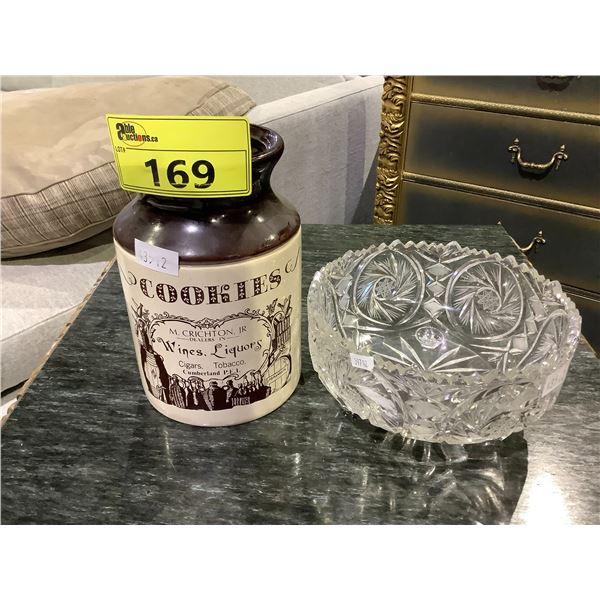 able
auctions.ca
LOT#
169
COOKIES
M. CRICHTON, JR
DEALERS IN
Wines, Liquors
Cigars, Tobacco,